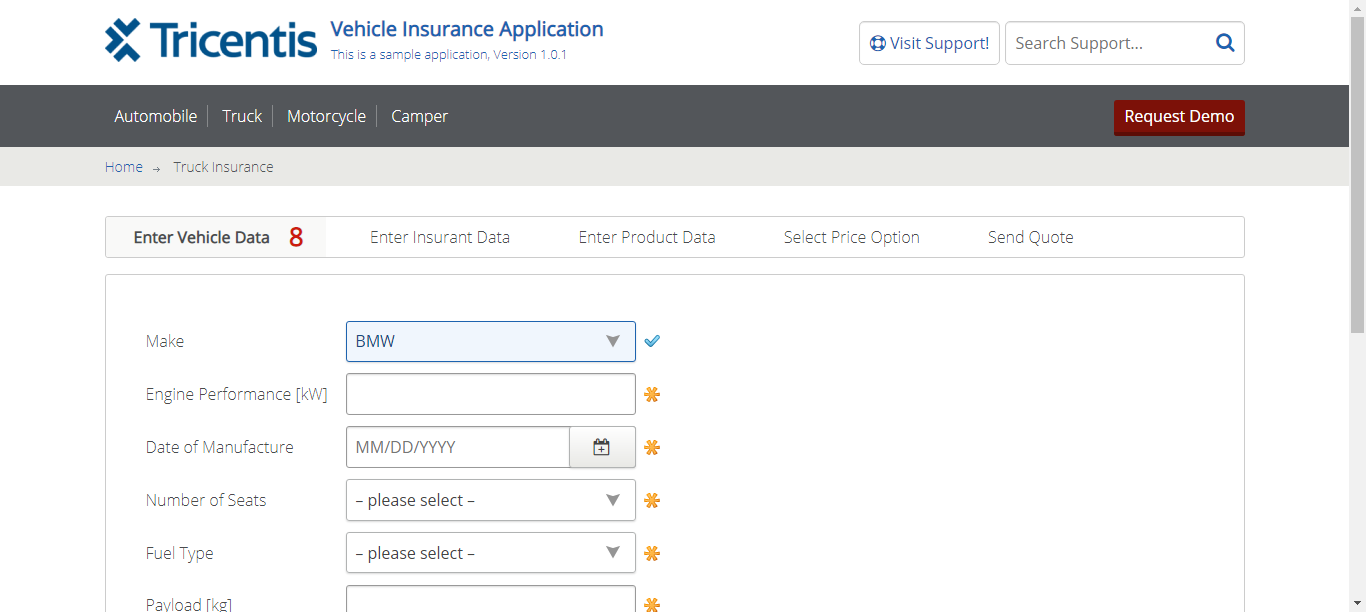 Tricentis
Vehicle Insurance Application
This is a sample application, Version 1.0.1
Visit Support!
Search Support...
Automobile
Truck
Motorcycle
Camper
Request Demo
Home → Truck Insurance
Enter Vehicle Data 8
Enter Insurant Data
Enter Product Data
Select Price Option
Send Quote
Make
BMW
Engine Performance [kW]
Date of Manufacture
MM/DD/YYYY
Number of Seats
– please select –
Fuel Type
– please select –
Payload [kg]